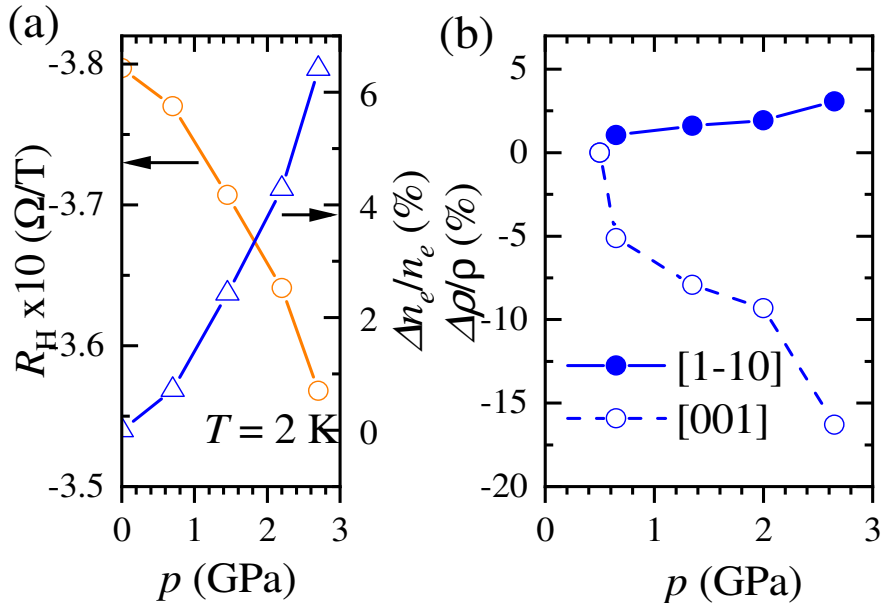 (a)
-3.8
-3.7
-3.6
-3.5
R_H x10 (Ω/T)
0 1 2 3
p (GPa)
6
4
2
0
Δn_e/n_e (%)
T = 2 K
(b)
5
0
-5
-10
-15
-20
Δρ/ρ (%)
[1-10]
[001]
0 1 2 3
p (GPa)